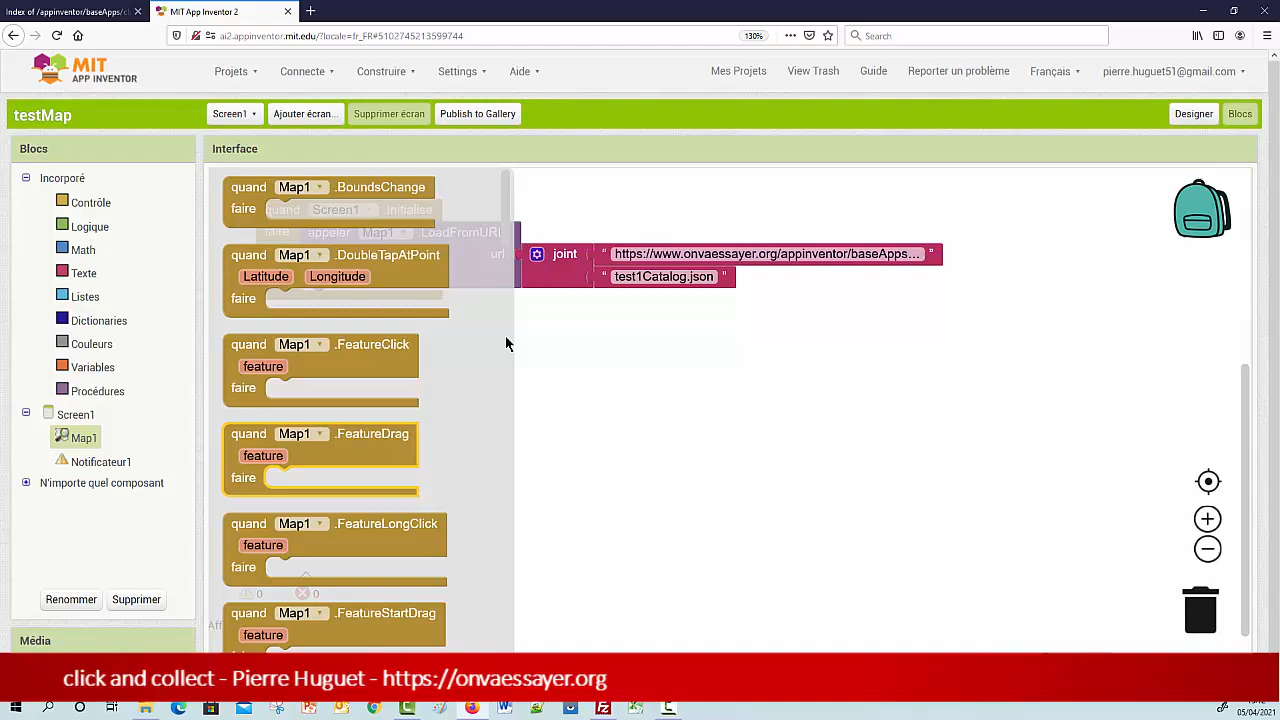 Index of /appinventor/baseApps/cl
MIT App Inventor 2
ai2.appinventor.mit.edu/?locale=fr_FR#5102745213599744
130%
Search
MIT
APP INVENTOR
Projets
Connecte
Construire
Settings
Aide
Mes Projets
View Trash
Guide
Reporter un problème
Français
pierre.huguet51@gmail.com
testMap
Screen1
Ajouter écran...
Supprimer écran
Publish to Gallery
Designer
Blocs
Blocs
Interface
Incorporé
Contrôle
Logique
Math
Texte
Listes
Dictionaries
Couleurs
Variables
Procédures
Screen1
Map1
Notificateur1
N'importe quel composant
Renommer
Supprimer
Média
quand Map1 .BoundsChange
faire
quand Screen1 .Initialise
faire appeler Map1 .LoadFromURL
url
joint
" https://www.onvaessayer.org/appinventor/baseApps... "
" test1Catalog.json "
quand Map1 .DoubleTapAtPoint
Latitude Longitude
faire
quand Map1 .FeatureClick
feature
faire
quand Map1 .FeatureDrag
feature
faire
quand Map1 .FeatureLongClick
feature
faire
0 0
quand Map1 .FeatureStartDrag
feature
click and collect - Pierre Huguet - https://onvaessayer.org
05/04/2021